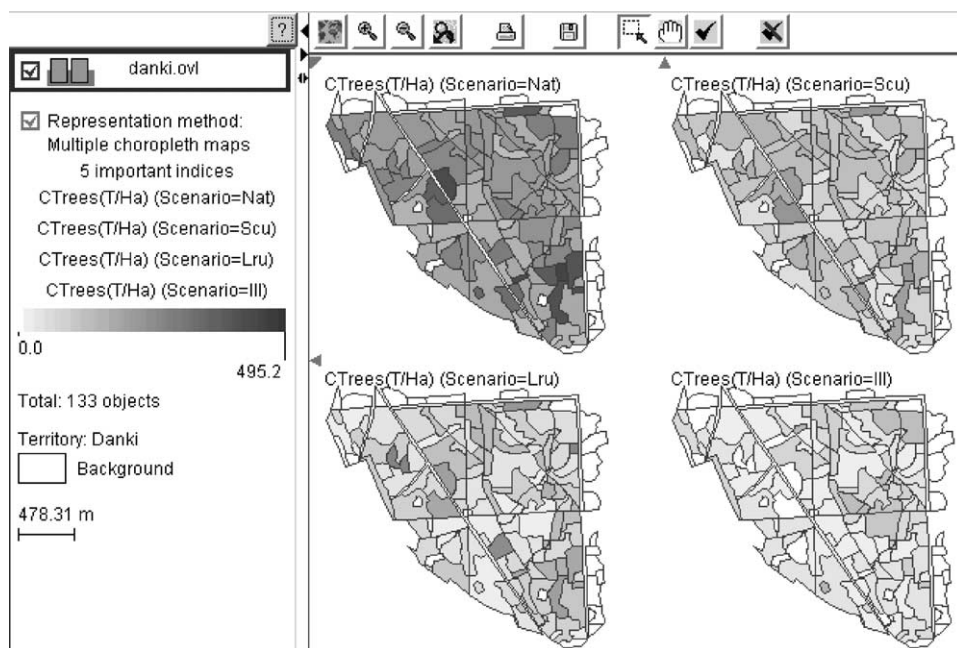 ?
danki.ovl
Representation method:
Multiple choropleth maps
5 important indices
CTrees(T/Ha) (Scenario=Nat)
CTrees(T/Ha) (Scenario=Scu)
CTrees(T/Ha) (Scenario=Lru)
CTrees(T/Ha) (Scenario=Ill)
0.0
495.2
Total: 133 objects
Territory: Danki
Background
478.31 m
CTrees(T/Ha) (Scenario=Nat)
CTrees(T/Ha) (Scenario=Scu)
CTrees(T/Ha) (Scenario=Lru)
CTrees(T/Ha) (Scenario=Ill)